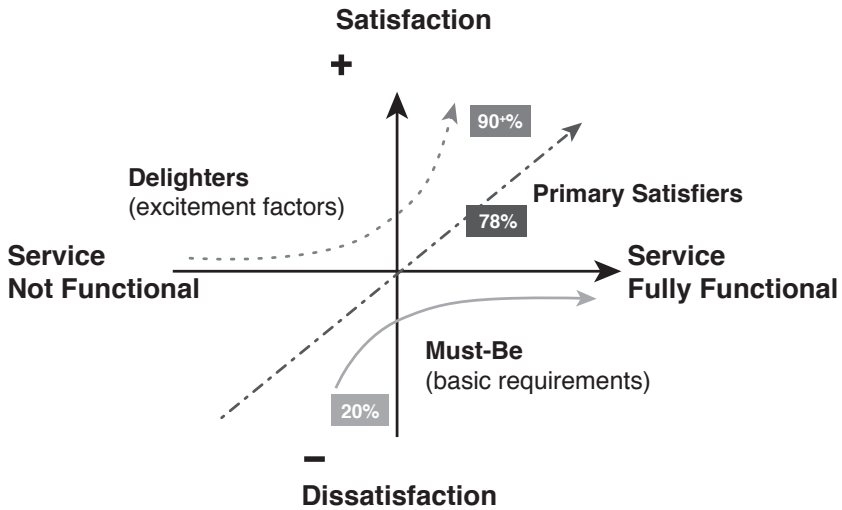 Satisfaction
+
90+%
Delighters
(excitement factors)
Primary Satisfiers
78%
Service
Not Functional
Service
Fully Functional
Must-Be
(basic requirements)
20%
–
Dissatisfaction